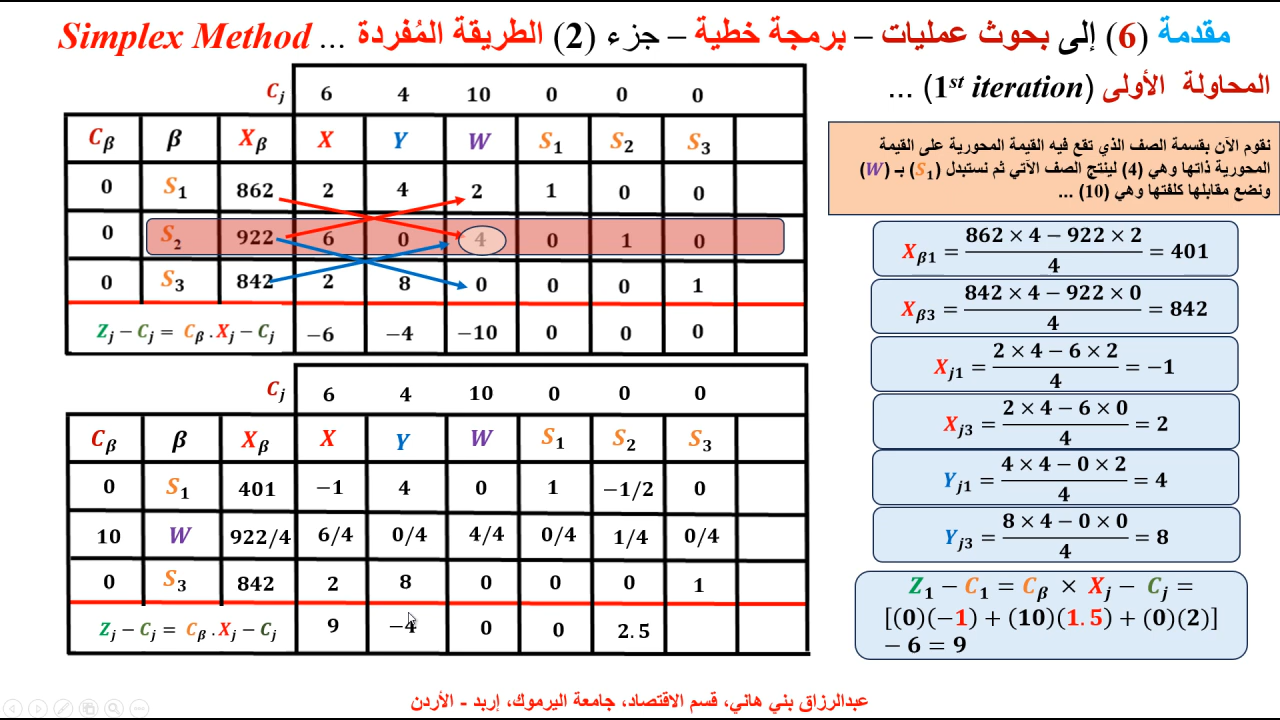 مقدمة (6) إلى بحوث عمليات – برمجة خطية – جزء (2) الطريقة المُفردة ... Simplex Method
المحاولة الأولى (1st iteration) ...
Cj 6 4 10 0 0 0
Cβ β Xβ X Y W S1 S2 S3
0 S1 862 2 4 2 1 0 0
0 S2 922 6 0 4 0 1 0
0 S3 842 2 8 0 0 0 1
Zj − Cj = Cβ . Xj − Cj −6 −4 −10 0 0 0
Cj 6 4 10 0 0 0
Cβ β Xβ X Y W S1 S2 S3
0 S1 401 −1 4 0 1 −1/2 0
10 W 922/4 6/4 0/4 4/4 0/4 1/4 0/4
0 S3 842 2 8 0 0 0 1
Zj − Cj = Cβ . Xj − Cj 9 −4 0 0 2.5
نقوم الآن بقسمة الصف الذي تقع فيه القيمة المحورية على القيمة
المحورية ذاتها وهي (4) لينتج الصف الآتي ثم نستبدل (S1) بـ (W)
ونضع مقابلها كلفتها وهي (10) ...
Xβ1 = 862 × 4 − 922 × 2 / 4 = 401
Xβ3 = 842 × 4 − 922 × 0 / 4 = 842
Xj1 = 2 × 4 − 6 × 2 / 4 = −1
Xj3 = 2 × 4 − 6 × 0 / 4 = 2
Yj1 = 4 × 4 − 0 × 2 / 4 = 4
Yj3 = 8 × 4 − 0 × 0 / 4 = 8
Z1 − C1 = Cβ × Xj − Cj =
[(0)(−1) + (10)(1.5) + (0)(2)]
− 6 = 9
عبدالرزاق بني هاني، قسم الاقتصاد، جامعة اليرموك، إربد - الأردن